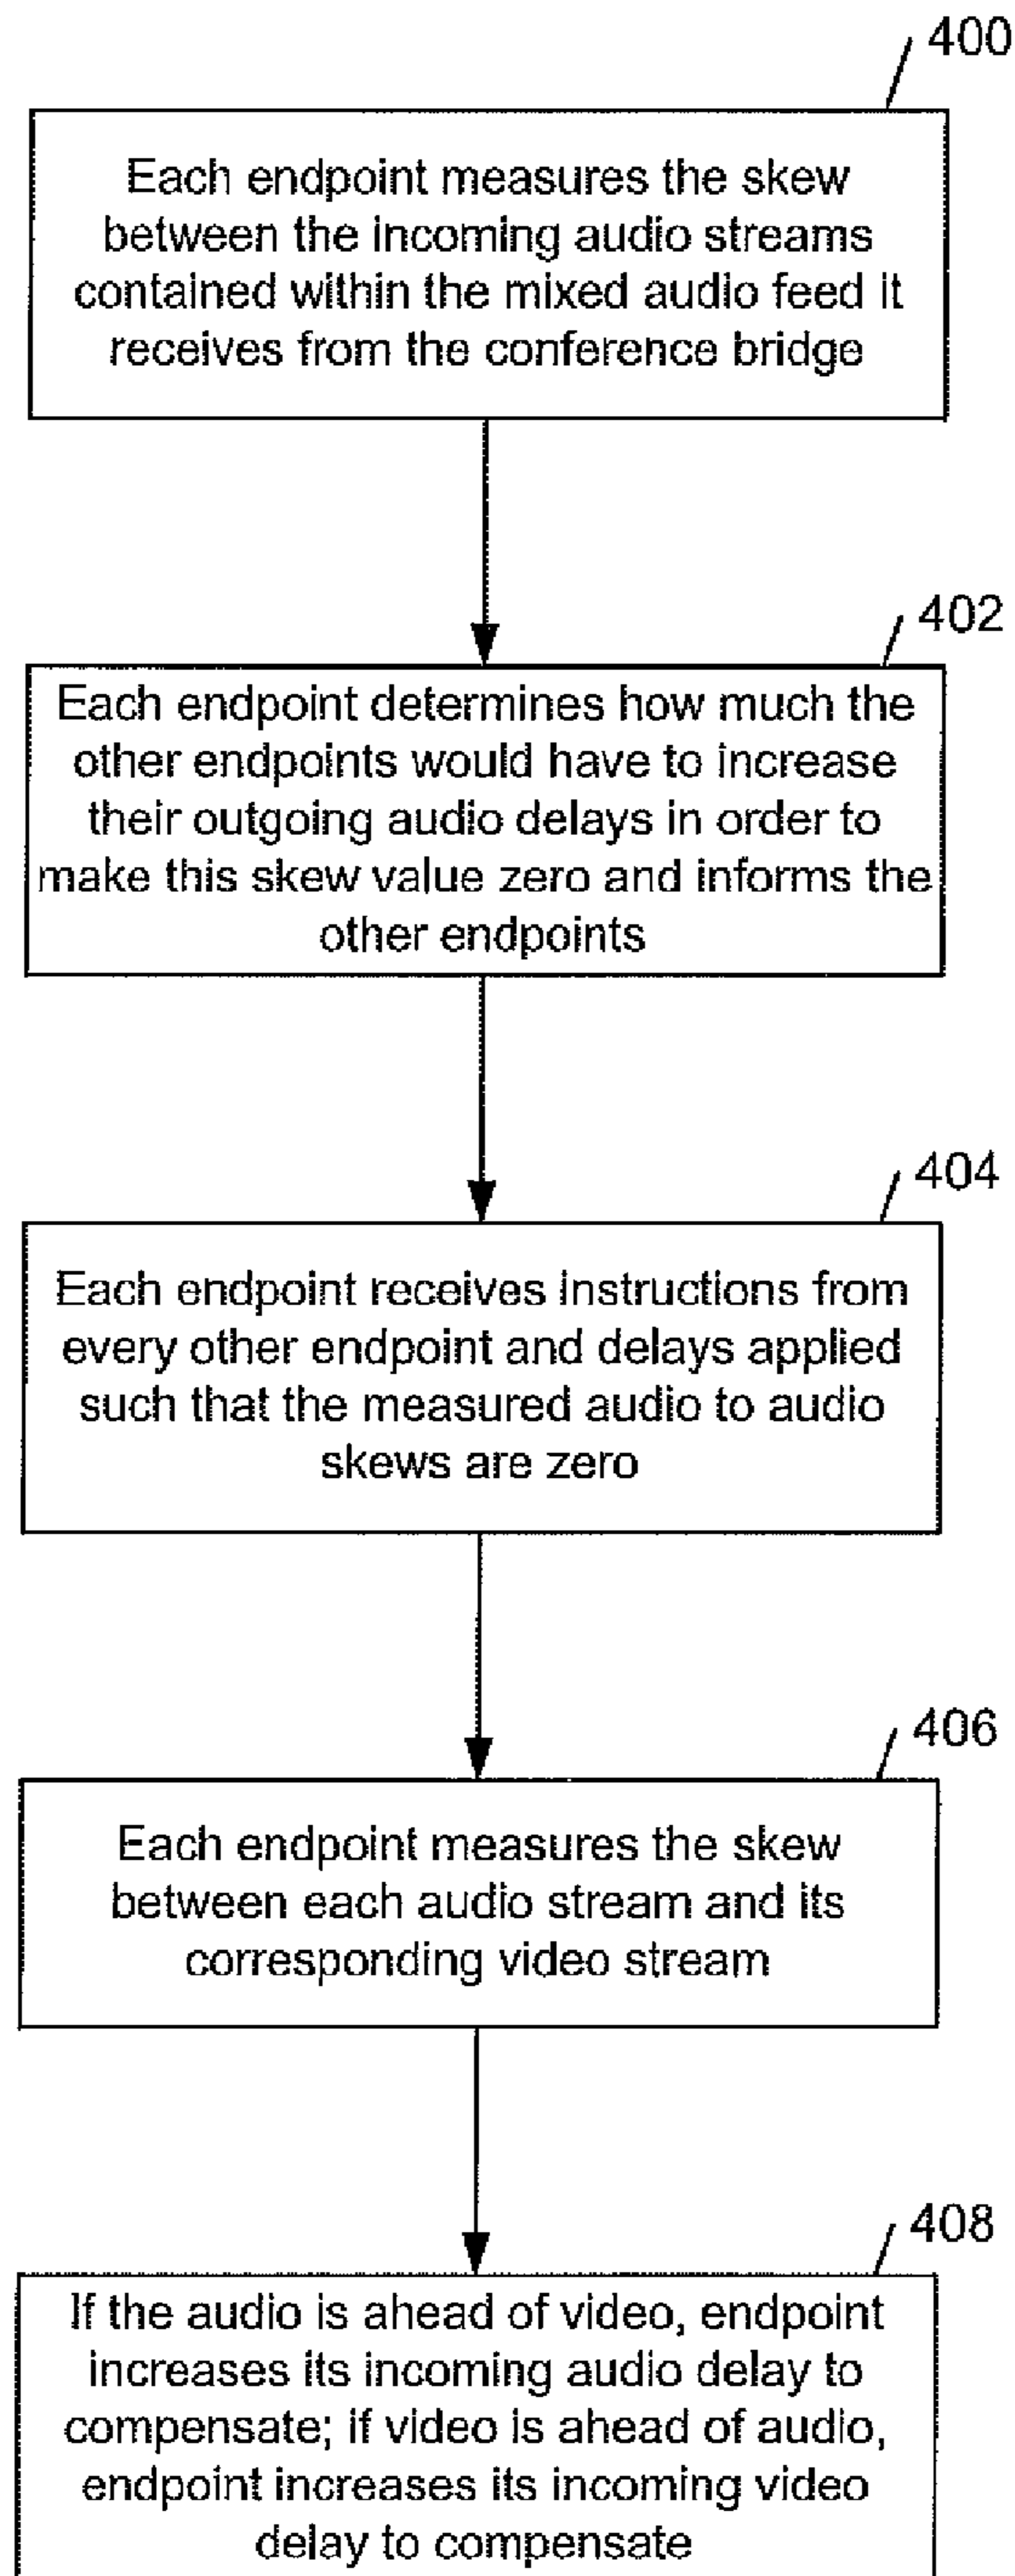 400
Each endpoint measures the skew
between the incoming audio streams
contained within the mixed audio feed it
receives from the conference bridge
402
Each endpoint determines how much the
other endpoints would have to increase
their outgoing audio delays in order to
make this skew value zero and informs the
other endpoints
404
Each endpoint receives instructions from
every other endpoint and delays applied
such that the measured audio to audio
skews are zero
406
Each endpoint measures the skew
between each audio stream and its
corresponding video stream
408
If the audio is ahead of video, endpoint
increases its incoming audio delay to
compensate; if video is ahead of audio,
endpoint increases its incoming video
delay to compensate